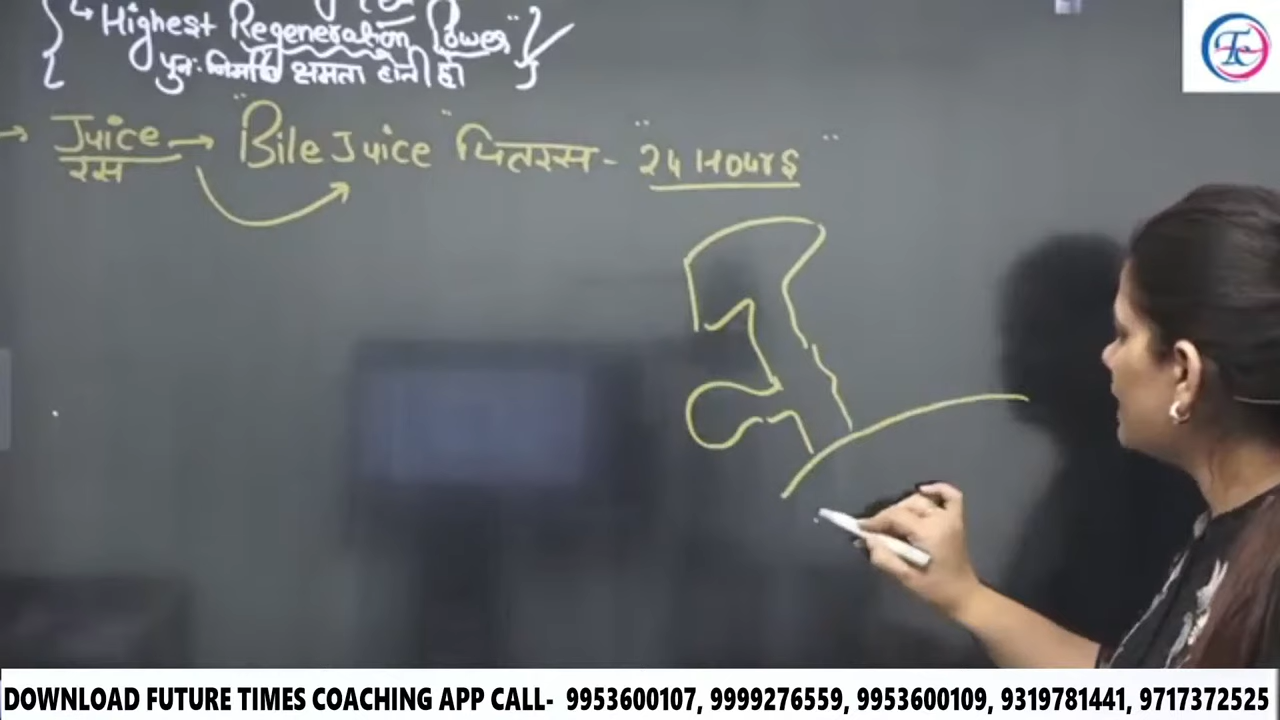 ↳ Highest Regeneration Power"
पुनः निर्माण क्षमता होती है।
→ Juice → "Bile Juice" पितरस - "24 Hours"
रस
Tc
DOWNLOAD FUTURE TIMES COACHING APP CALL- 9953600107, 9999276559, 9953600109, 9319781441, 9717372525